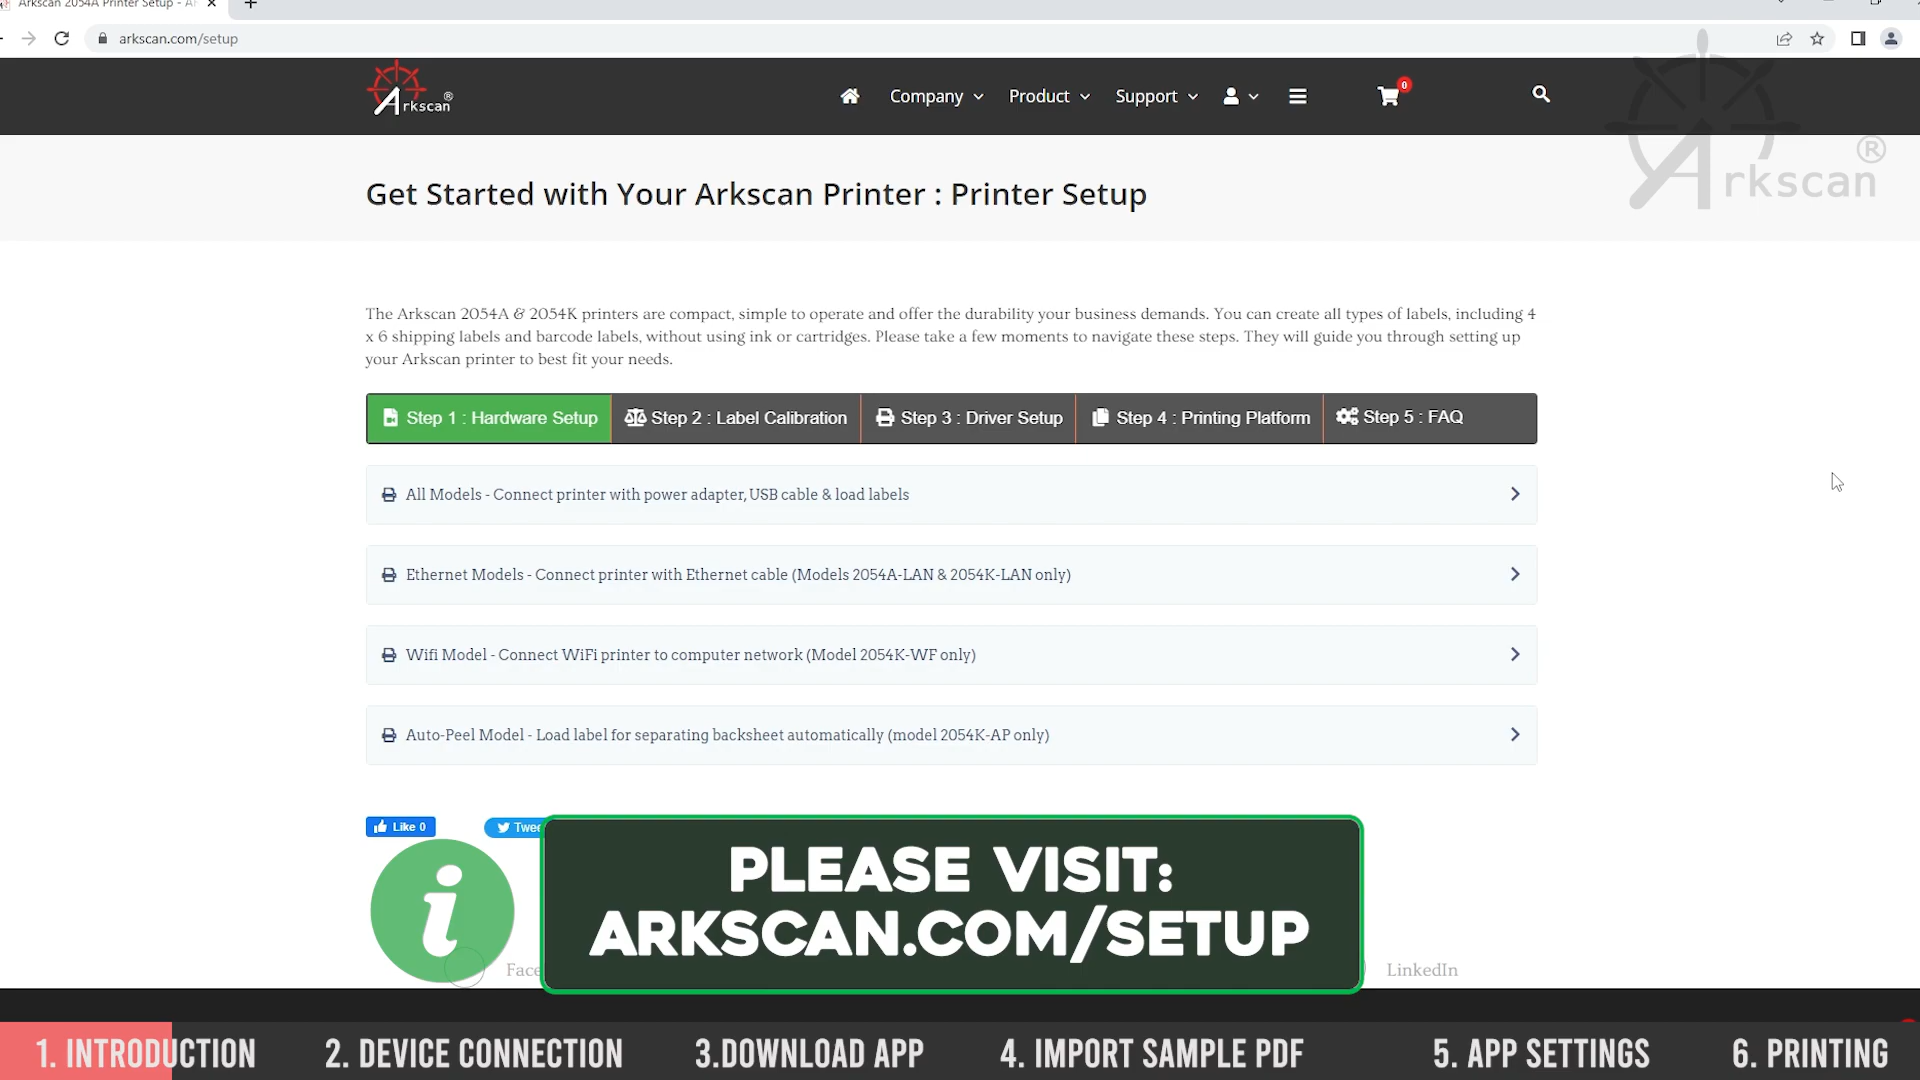 Arkscan 2054A Printer Setup - A
arkscan.com/setup
Arkscan®
Company
Product
Support
0
Arkscan®
Get Started with Your Arkscan Printer : Printer Setup
The Arkscan 2054A & 2054K printers are compact, simple to operate and offer the durability your business demands. You can create all types of labels, including 4
x 6 shipping labels and barcode labels, without using ink or cartridges. Please take a few moments to navigate these steps. They will guide you through setting up
your Arkscan printer to best fit your needs.
Step 1 : Hardware Setup
Step 2 : Label Calibration
Step 3 : Driver Setup
Step 4 : Printing Platform
Step 5 : FAQ
All Models - Connect printer with power adapter, USB cable & load labels
Ethernet Models - Connect printer with Ethernet cable (Models 2054A-LAN & 2054K-LAN only)
Wifi Model - Connect WiFi printer to computer network (Model 2054K-WF only)
Auto-Peel Model - Load label for separating backsheet automatically (model 2054K-AP only)
Like 0
Twee
i
PLEASE VISIT:
ARKSCAN.COM/SETUP
Face
LinkedIn
1. INTRODUCTION
2. DEVICE CONNECTION
3.DOWNLOAD APP
4. IMPORT SAMPLE PDF
5. APP SETTINGS
6. PRINTING